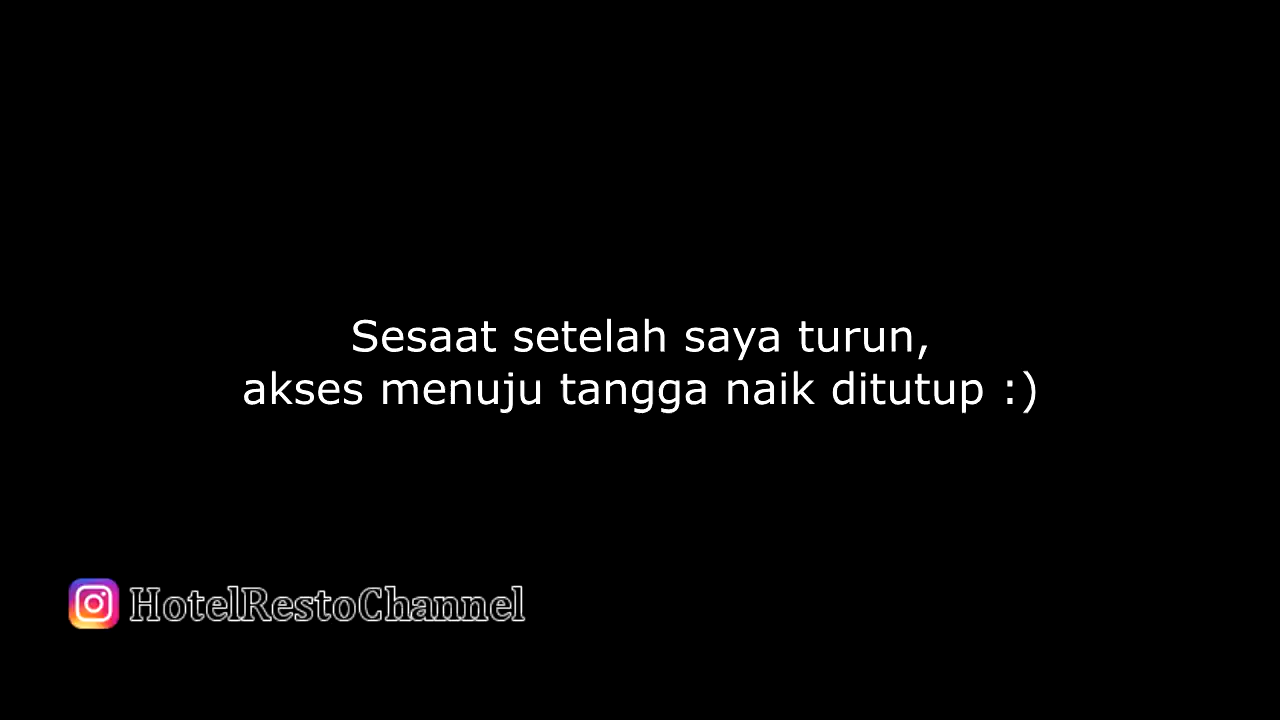 Sesaat setelah saya turun,
akses menuju tangga naik ditutup :)
HotelRestoChannel